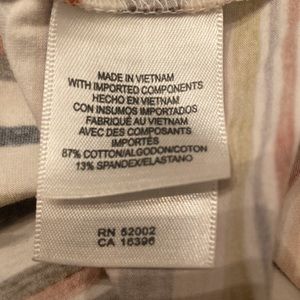 MADE IN VIETNAM
WITH IMPORTED COMPONENTS
HECHO EN VIETNAM
CON INSUMOS IMPORTADOS
FABRIQUÉ AU VIETNAM
AVEC DES COMPOSANTS
IMPORTÉS
87% COTTON/ALGODON/COTON
13% SPANDEX/ELASTANO
RN 52002
CA 16396